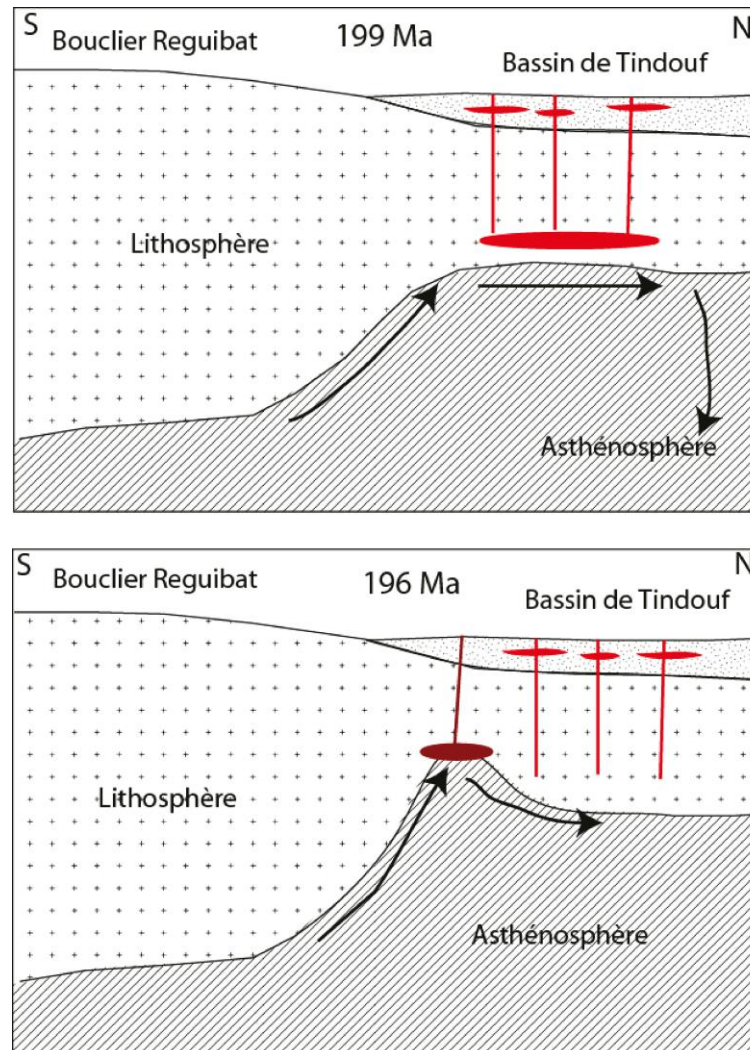 S
N
Bouclier Reguibat
199 Ma
Bassin de Tindouf
Lithosphère
Asthénosphère
S
N
Bouclier Reguibat
196 Ma
Bassin de Tindouf
Lithosphère
Asthénosphère